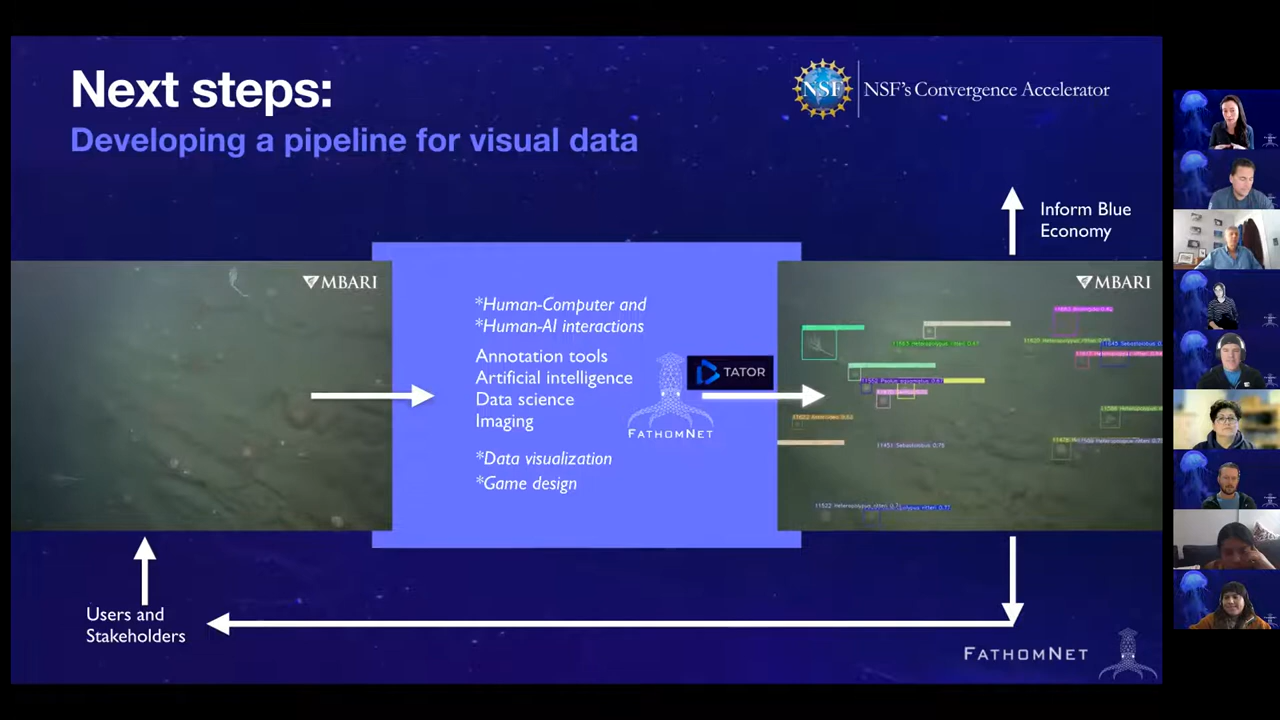 Next steps:
Developing a pipeline for visual data
NSF
NSF's Convergence Accelerator
Inform Blue
Economy
MBARI
MBARI
*Human-Computer and
*Human-AI interactions
Annotation tools
Artificial intelligence
Data science
Imaging
*Data visualization
*Game design
FATHOMNET
TATOR
Users and
Stakeholders
FATHOMNET